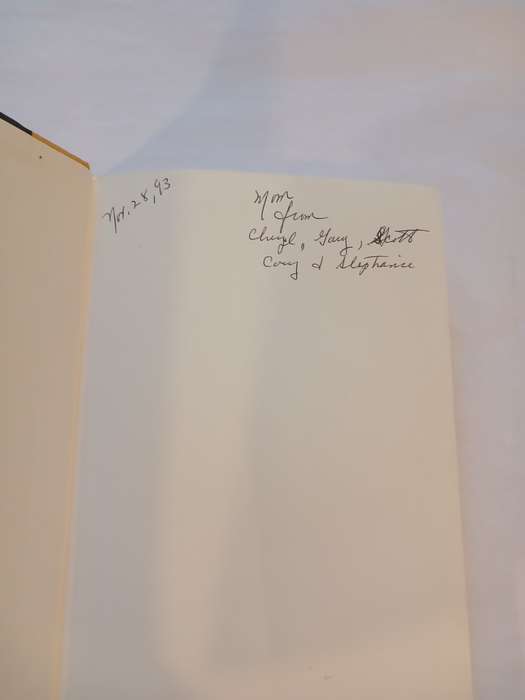 Nov. 28, 93
Mom
from
Cheryl, Gary, Scott
Cory & Stephanie